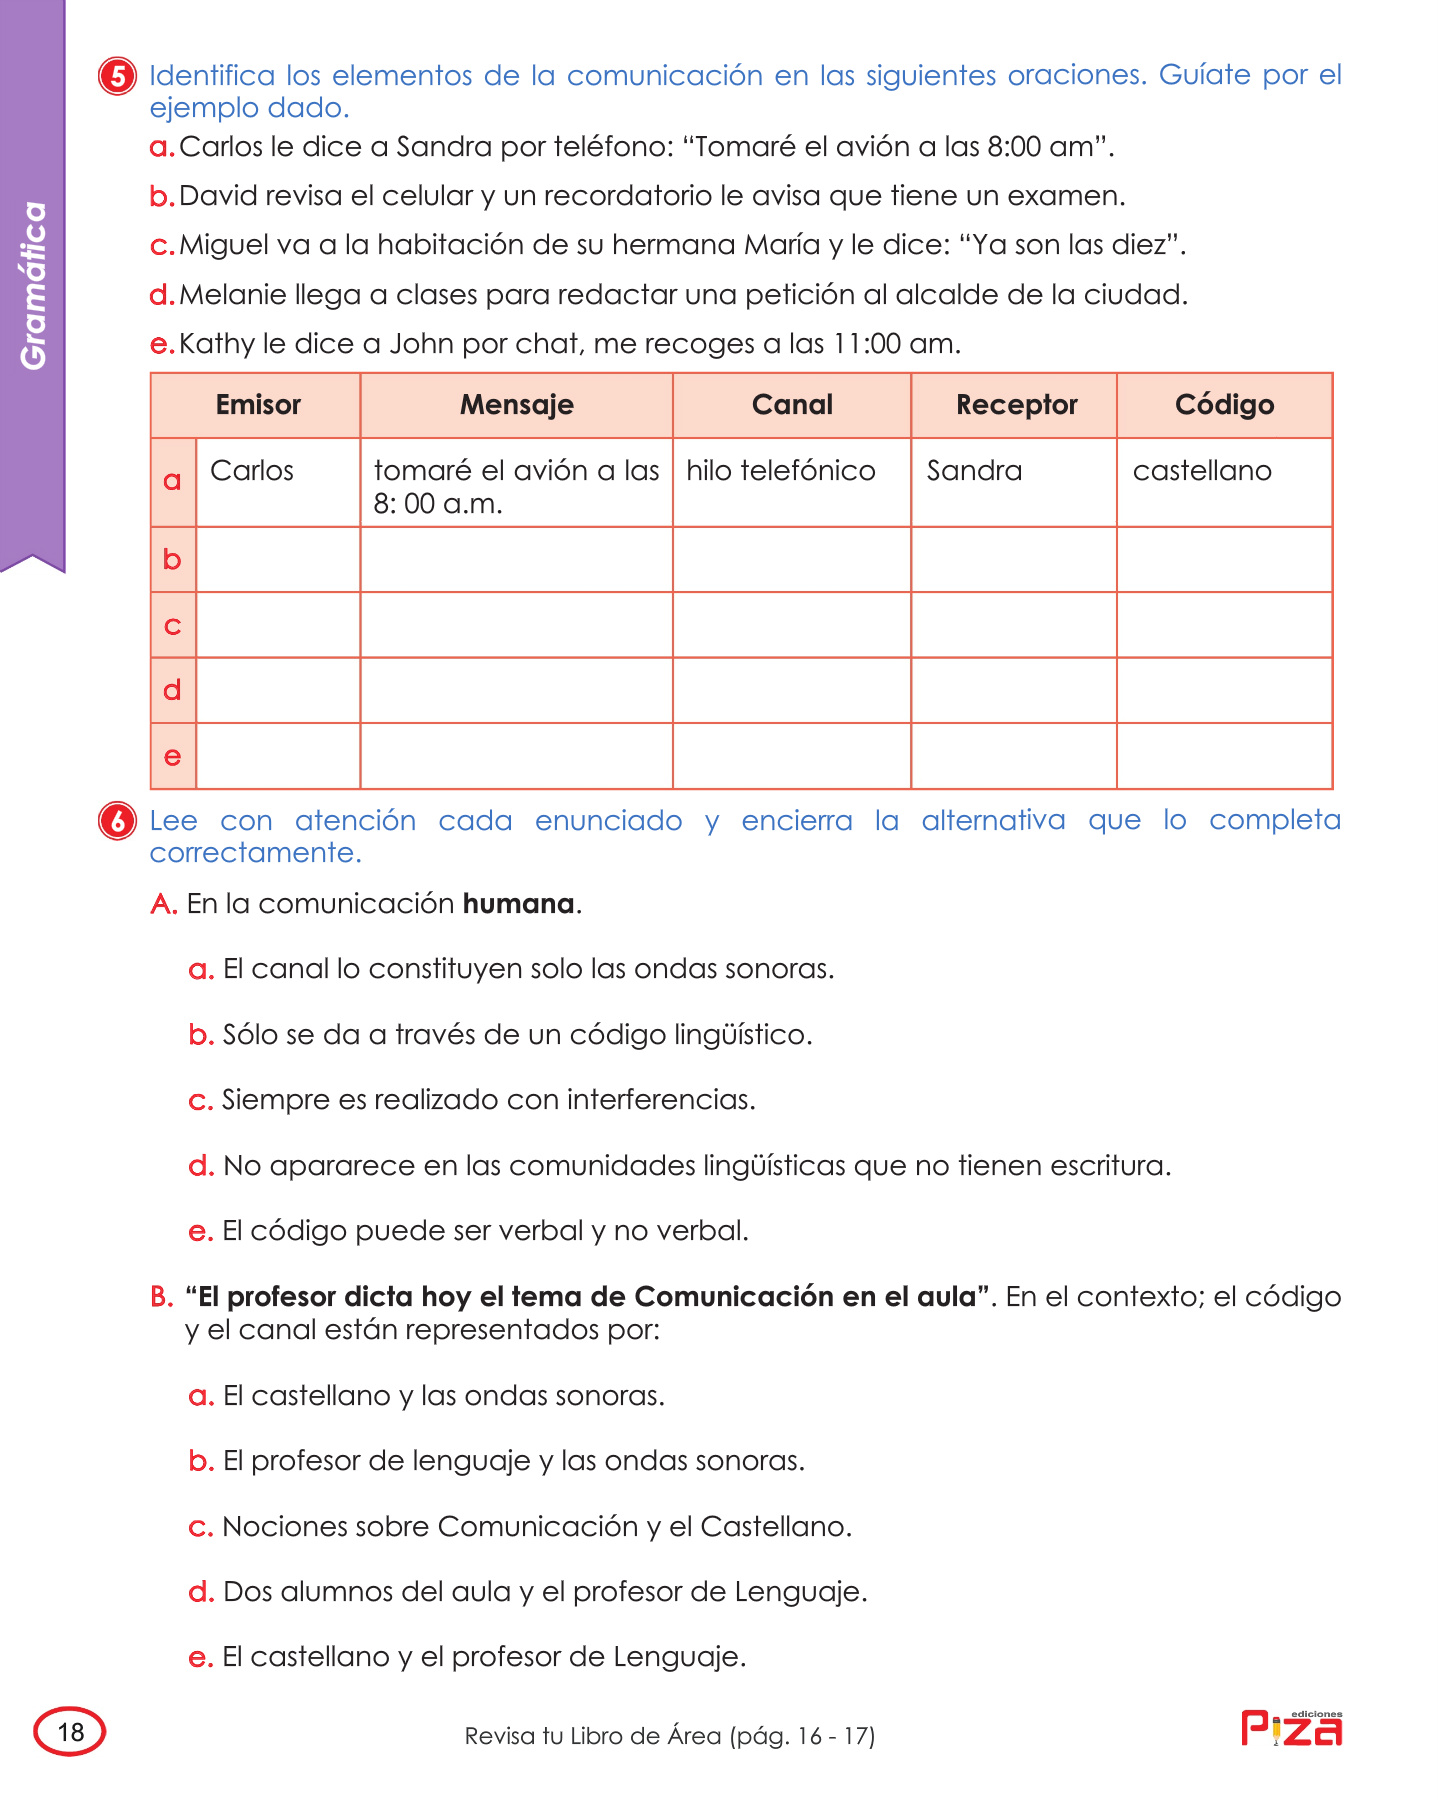 Gramática
5 Identifica los elementos de la comunicación en las siguientes oraciones. Guíate por el
ejemplo dado.
a. Carlos le dice a Sandra por teléfono: “Tomaré el avión a las 8:00 am”.
b. David revisa el celular y un recordatorio le avisa que tiene un examen.
c. Miguel va a la habitación de su hermana María y le dice: “Ya son las diez”.
d. Melanie llega a clases para redactar una petición al alcalde de la ciudad.
e. Kathy le dice a John por chat, me recoges a las 11:00 am.
Emisor Mensaje Canal Receptor Código
a Carlos tomaré el avión a las hilo telefónico Sandra castellano
8: 00 a.m.
b
c
d
e
6 Lee con atención cada enunciado y encierra la alternativa que lo completa
correctamente.
A. En la comunicación humana.
a. El canal lo constituyen solo las ondas sonoras.
b. Sólo se da a través de un código lingüístico.
c. Siempre es realizado con interferencias.
d. No apararece en las comunidades lingüísticas que no tienen escritura.
e. El código puede ser verbal y no verbal.
B. “El profesor dicta hoy el tema de Comunicación en el aula”. En el contexto; el código
y el canal están representados por:
a. El castellano y las ondas sonoras.
b. El profesor de lenguaje y las ondas sonoras.
c. Nociones sobre Comunicación y el Castellano.
d. Dos alumnos del aula y el profesor de Lenguaje.
e. El castellano y el profesor de Lenguaje.
18
Revisa tu Libro de Área (pág. 16 - 17)
ediciones
Piza